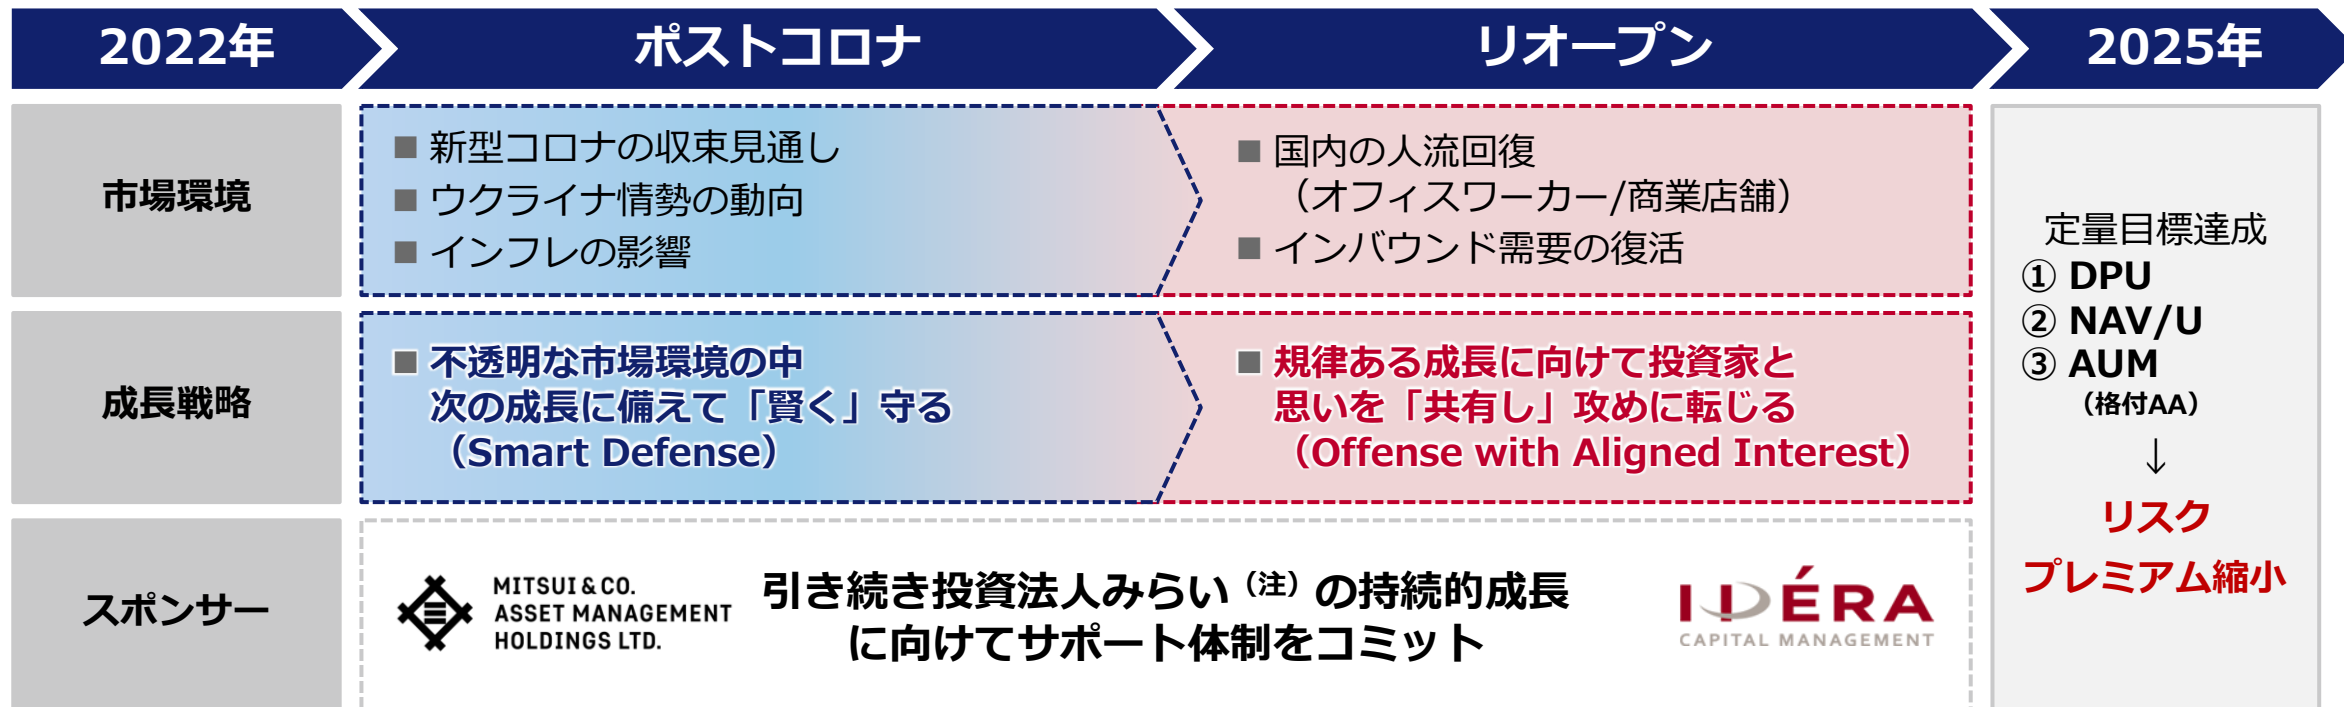 2022年
ポストコロナ
リオープン
2025年
市場環境
■ 新型コロナの収束見通し
■ ウクライナ情勢の動向
■ インフレの影響
■ 国内の人流回復
（オフィスワーカー/商業店舗）
■ インバウンド需要の復活
成長戦略
■ 不透明な市場環境の中
次の成長に備えて「賢く」守る
（Smart Defense）
■ 規律ある成長に向けて投資家と
思いを「共有し」攻めに転じる
（Offense with Aligned Interest）
スポンサー
MITSUI & CO.
ASSET MANAGEMENT
HOLDINGS LTD.
引き続き投資法人みらい（注）の持続的成長
に向けてサポート体制をコミット
IDÉRA
CAPITAL MANAGEMENT
定量目標達成
① DPU
② NAV/U
③ AUM
（格付AA）
↓
リスク
プレミアム縮小